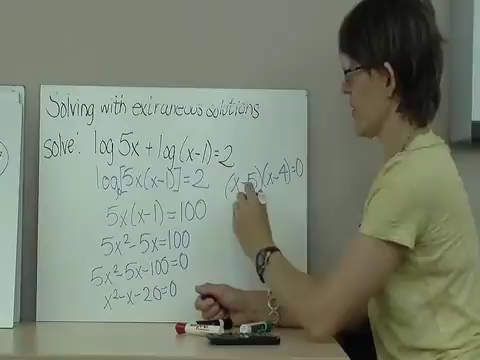 Solving with extraneous solutions
solve: log 5x + log (x-1) = 2
log[5x(x-1)] = 2
(x-5)(x-4)=0
5x(x-1) = 100
5x²-5x=100
5x²-5x-100=0
x²-x-20=0